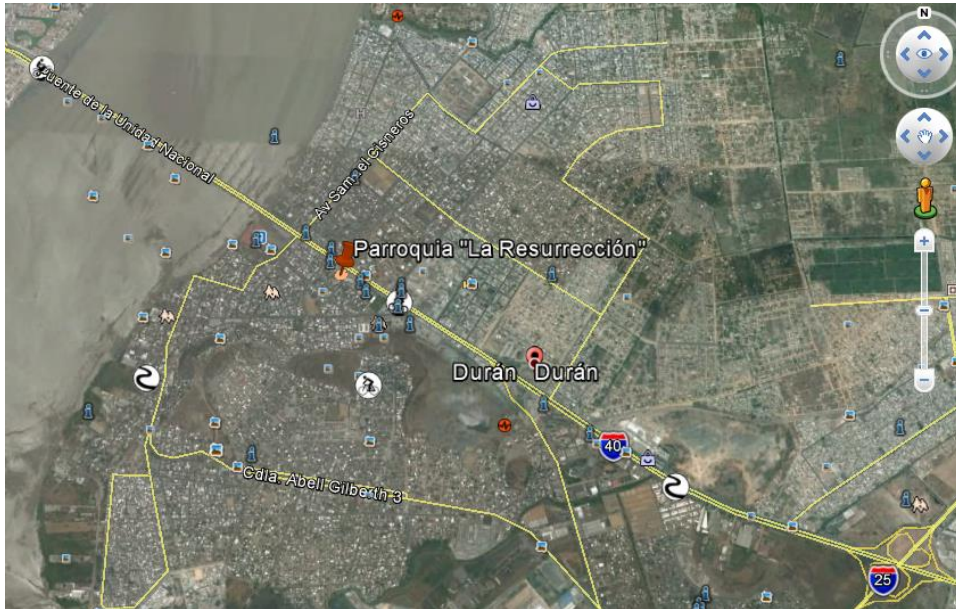 N
Puente de la Unidad Nacional
Av Samuel Cisneros
Parroquia "La Resurrección"
Durán Durán
40
Cdla. Abell Gilberth 3
25